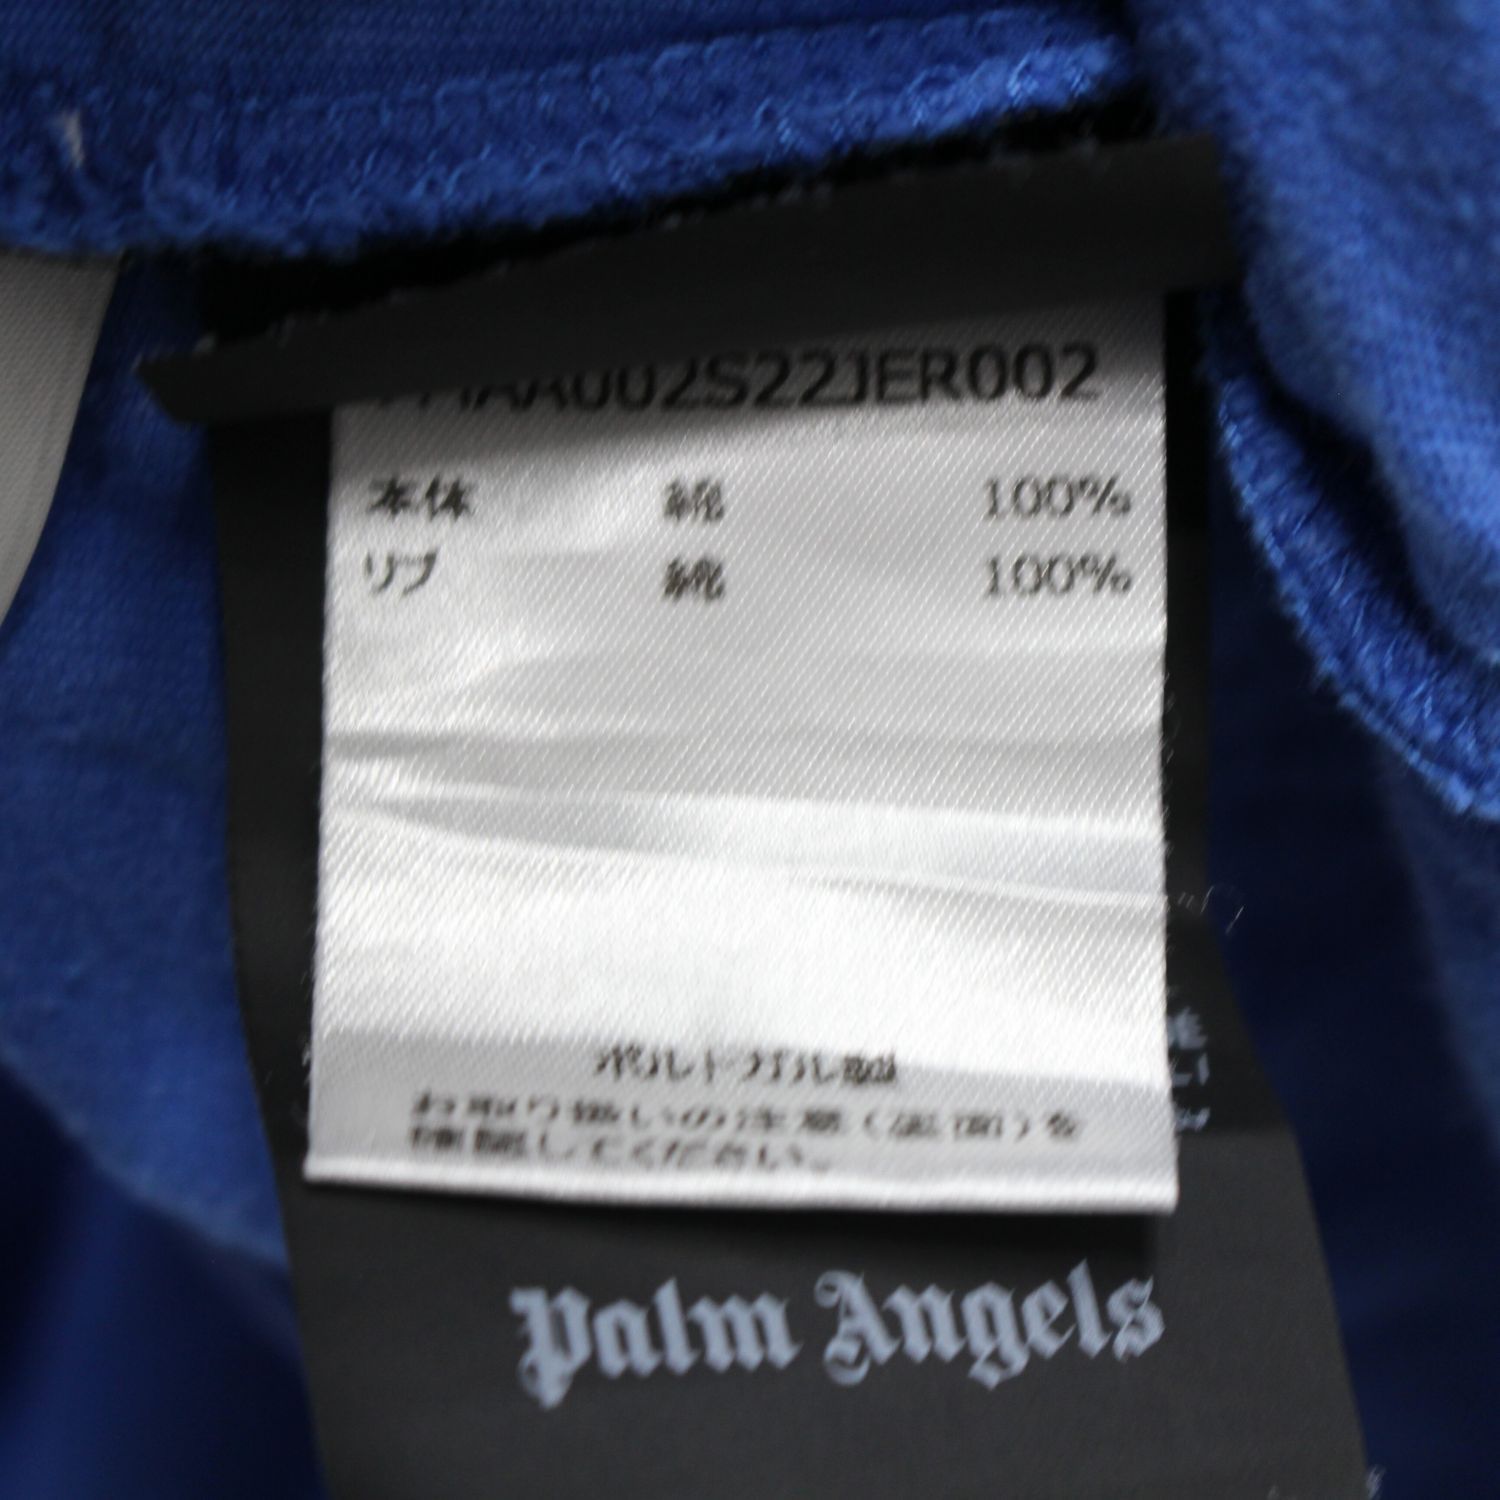 PMAA002S22JER002
本体 綿 100%
リブ 綿 100%
ポルトガル製
お取り扱いの注意(裏面)を
確認してください。
Palm Angels